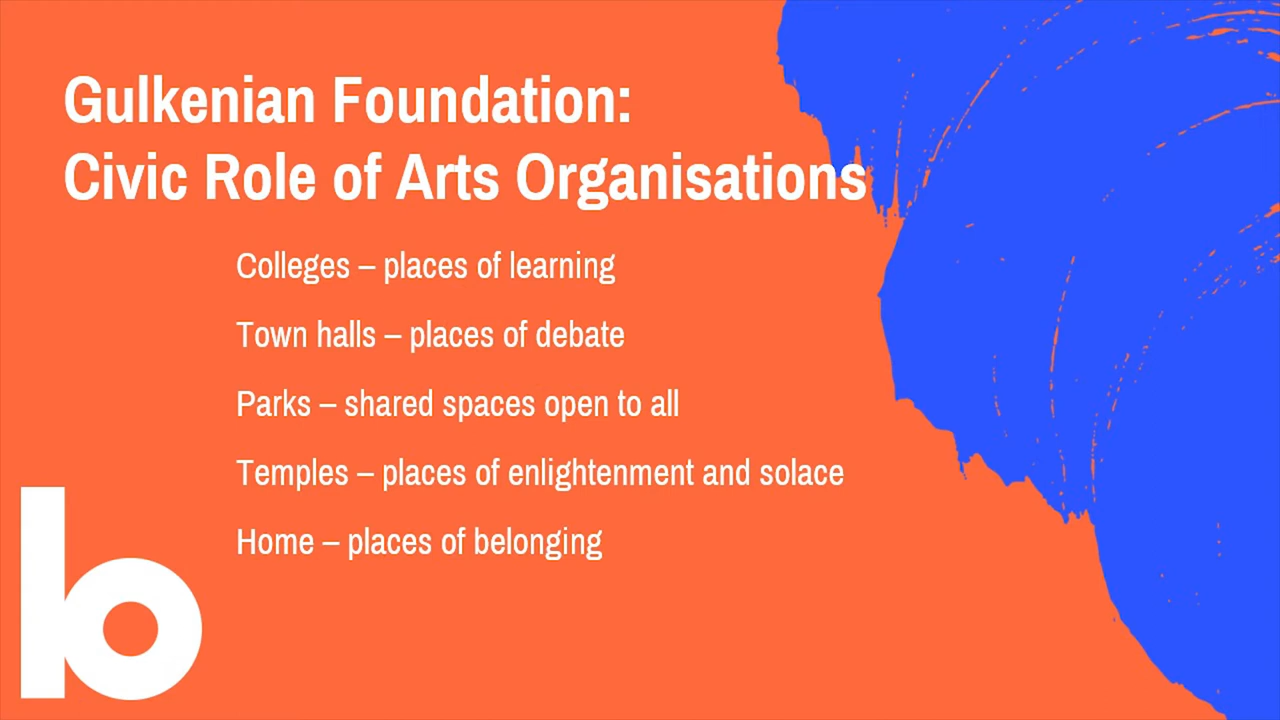 Gulkenian Foundation:
Civic Role of Arts Organisations
Colleges – places of learning
Town halls – places of debate
Parks – shared spaces open to all
Temples – places of enlightenment and solace
Home – places of belonging
b